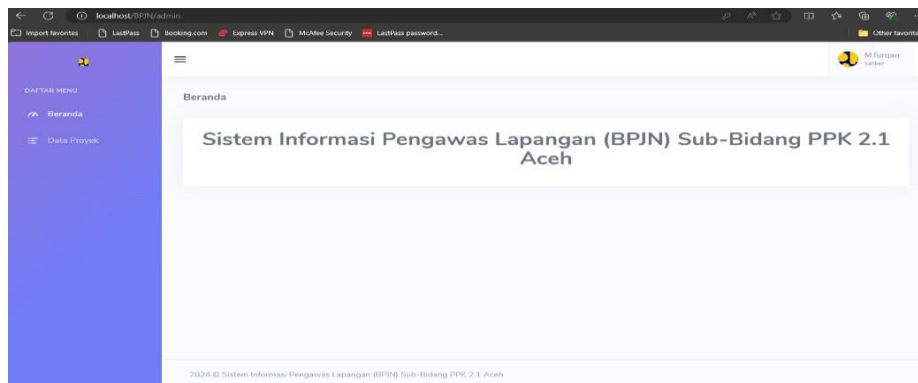 localhost/BPJN/admin
Import favorites LastPass Booking.com Express VPN McAfee Security LastPass password... Other favorite
M.furqan
satker
DAFTAR MENU
Beranda
Beranda
Data Proyek
Sistem Informasi Pengawas Lapangan (BPJN) Sub-Bidang PPK 2.1
Aceh
2024 © Sistem Informasi Pengawas Lapangan (BPJN) Sub-Bidang PPK 2.1 Aceh